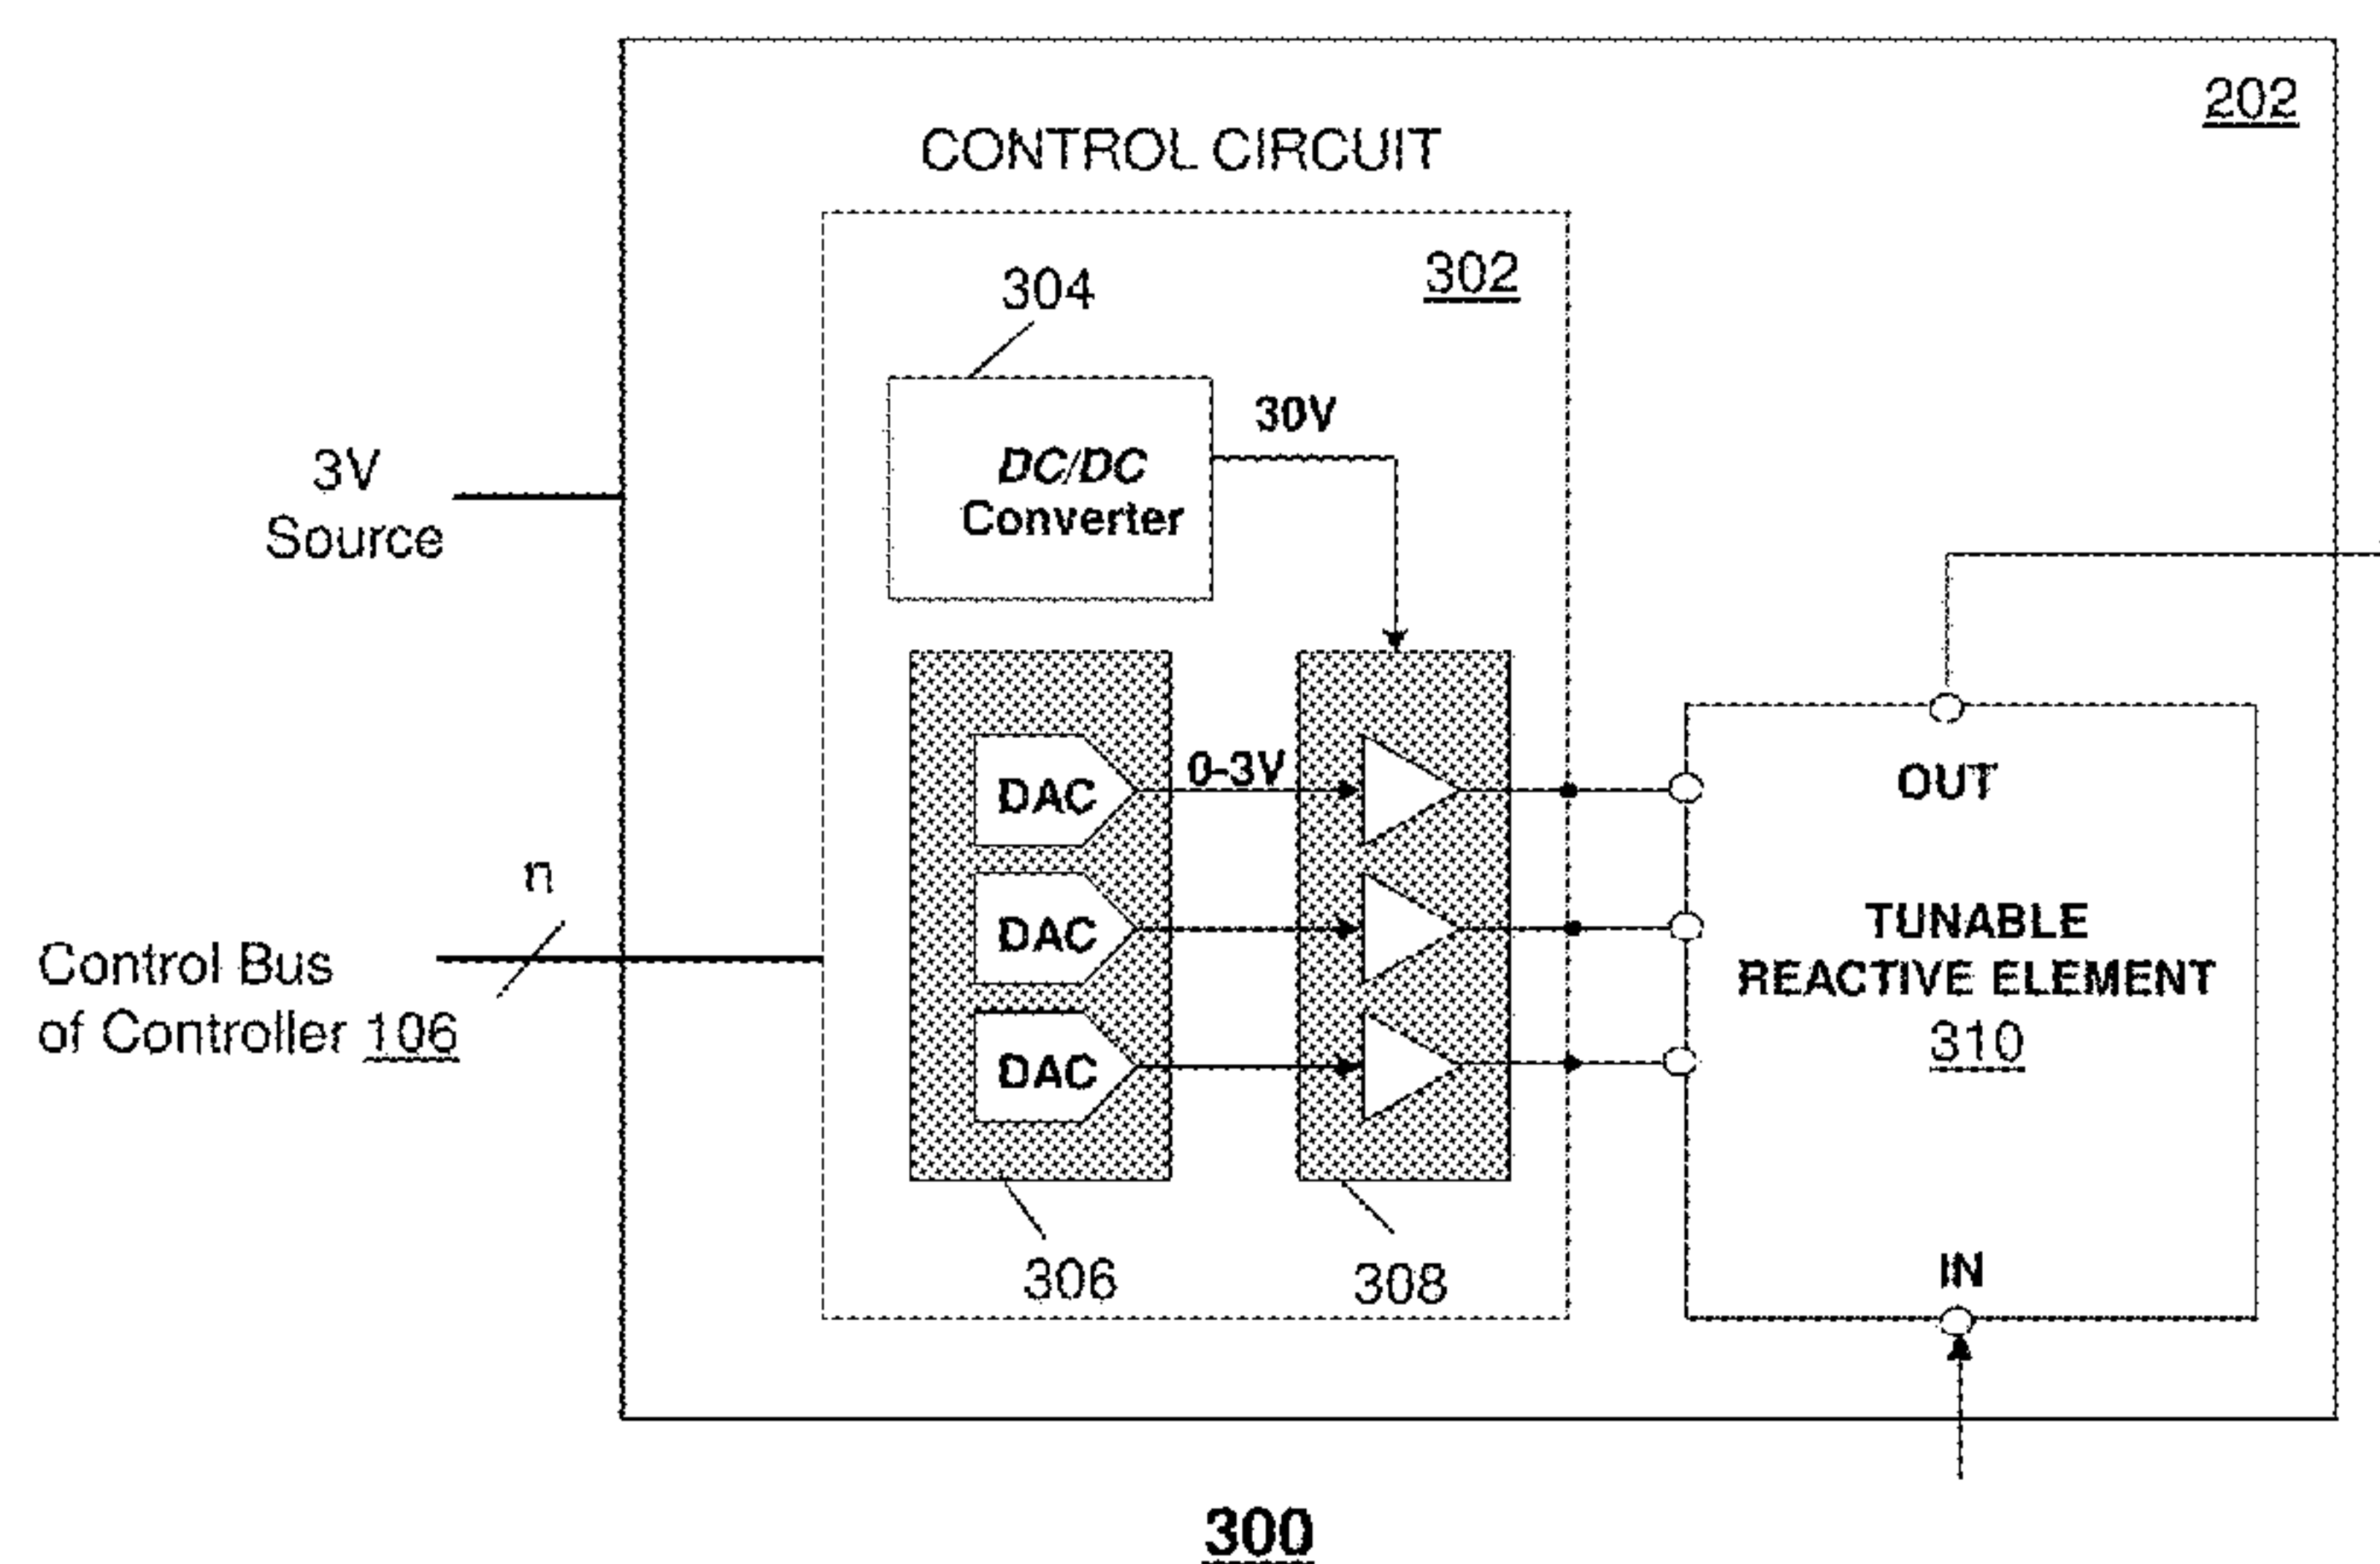 202
CONTROL CIRCUIT
302
304
30V
DC/DC
Converter
3V
Source
0-3V
DAC
DAC
DAC
OUT
n
TUNABLE
REACTIVE ELEMENT
310
Control Bus
of Controller 106
IN
306
308
300